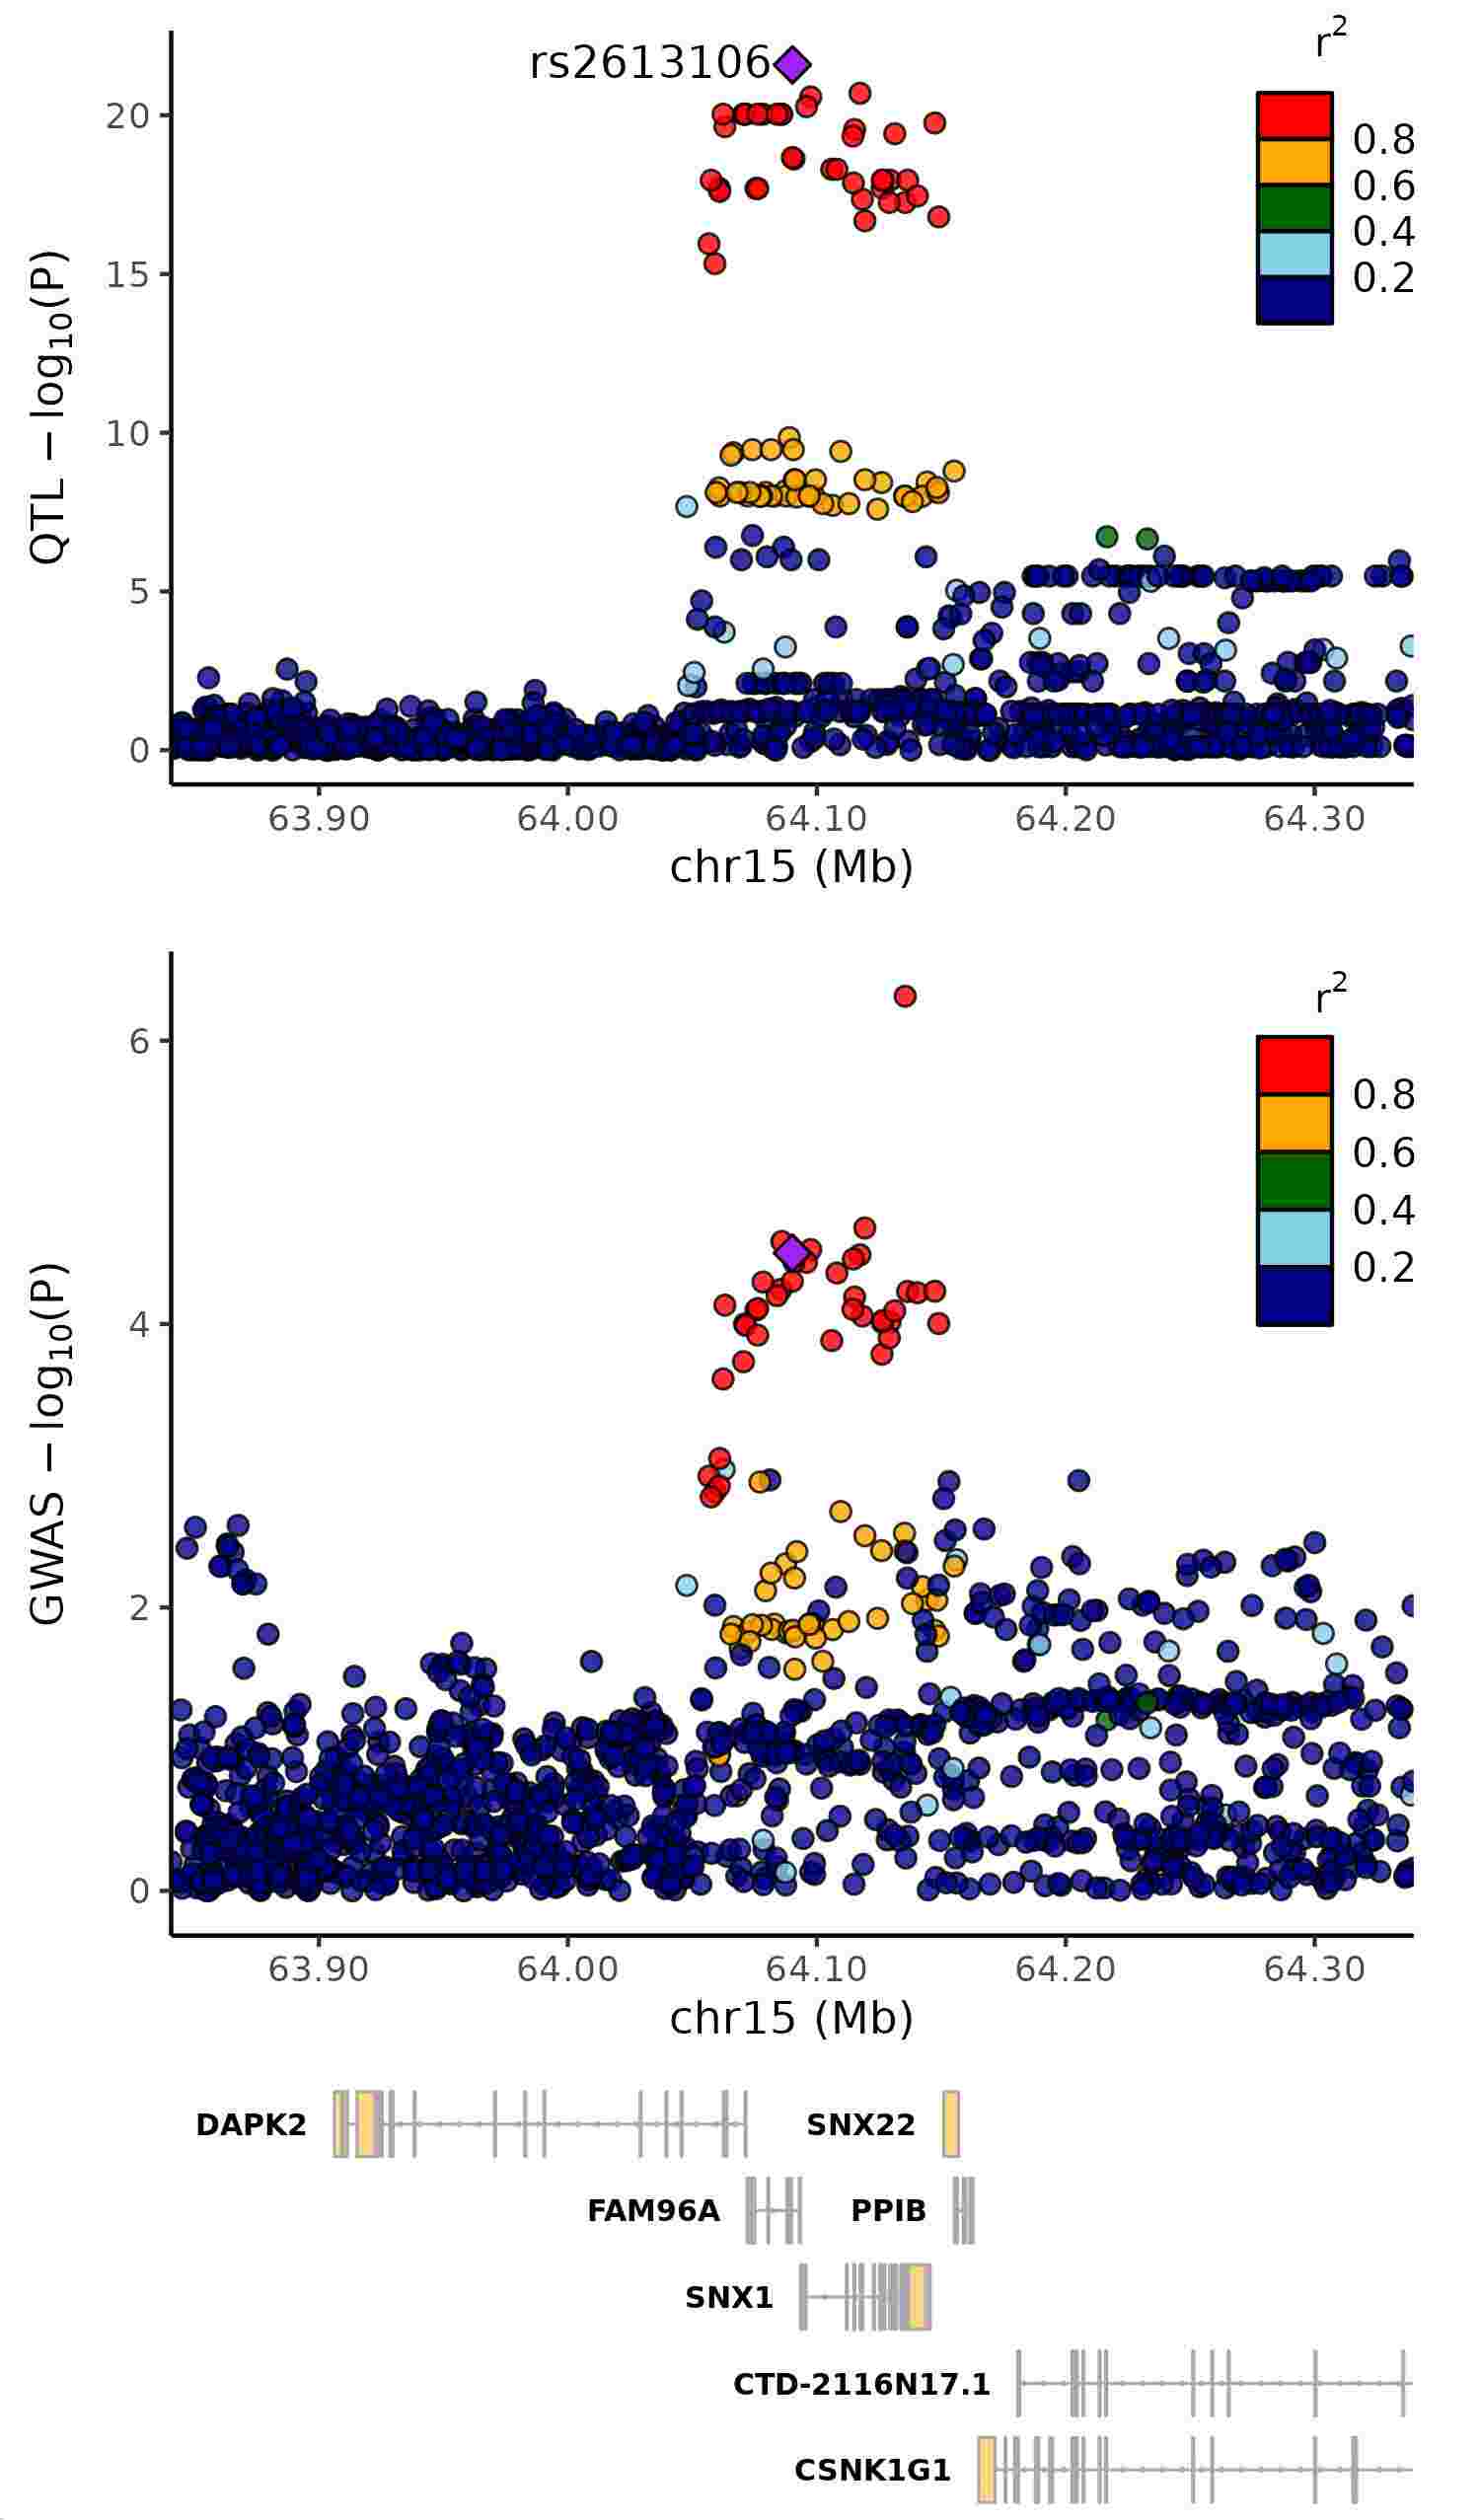 rs2613106
r²
0.8
0.6
0.4
0.2
QTL −log₁₀(P)
20
15
10
5
0
63.90 64.00 64.10 64.20 64.30
chr15 (Mb)
r²
0.8
0.6
0.4
0.2
GWAS −log₁₀(P)
6
4
2
0
63.90 64.00 64.10 64.20 64.30
chr15 (Mb)
DAPK2 SNX22
FAM96A PPIB
SNX1
CTD-2116N17.1
CSNK1G1